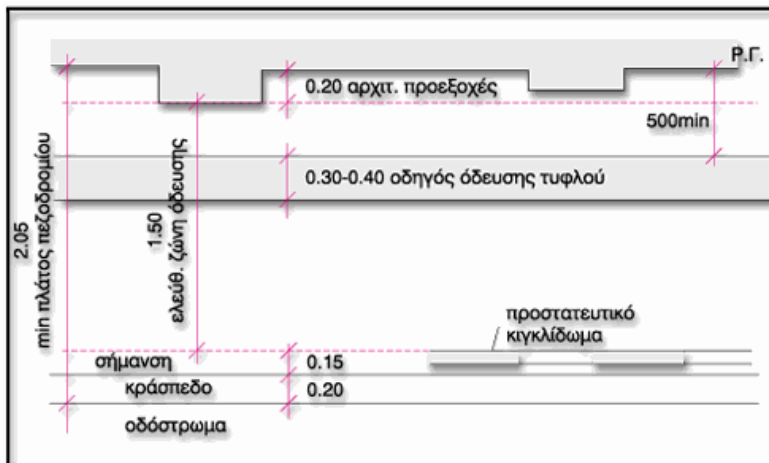 Ρ.Γ.
0.20 αρχιτ. προεξοχές
500min
0.30-0.40 οδηγός όδευσης τυφλού
2.05
min πλάτος πεζοδρομίου
1.50
ελεύθ. ζώνη όδευσης
προστατευτικό
κιγκλίδωμα
σήμανση
0.15
κράσπεδο
0.20
οδόστρωμα